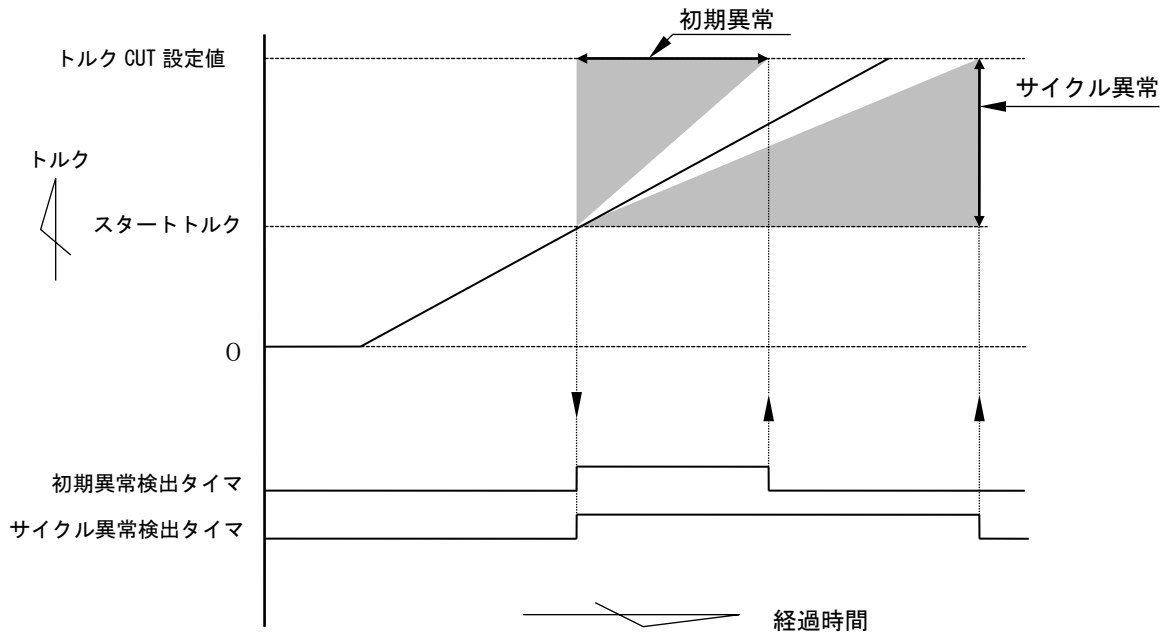 初期異常
トルク CUT 設定値
サイクル異常
トルク
スタートトルク
0
初期異常検出タイマ
サイクル異常検出タイマ
経過時間